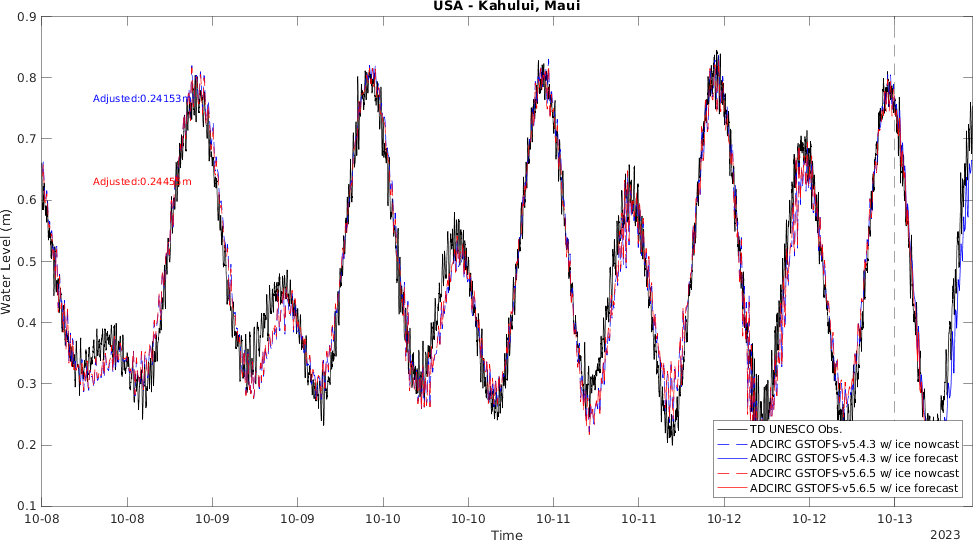 USA - Kahului, Maui
0.9
0.8
0.7
0.6
0.5
0.4
0.3
0.2
0.1
Water Level (m)
Adjusted:0.24153m
TD UNESCO Obs.
ADCIRC GSTOFS-v5.4.3 w/ ice nowcast
ADCIRC GSTOFS-v5.4.3 w/ ice forecast
ADCIRC GSTOFS-v5.6.5 w/ ice nowcast
ADCIRC GSTOFS-v5.6.5 w/ ice forecast
10-08 10-08 10-09 10-09 10-10 10-10 10-11 10-11 10-12 10-12 10-13
Time
2023